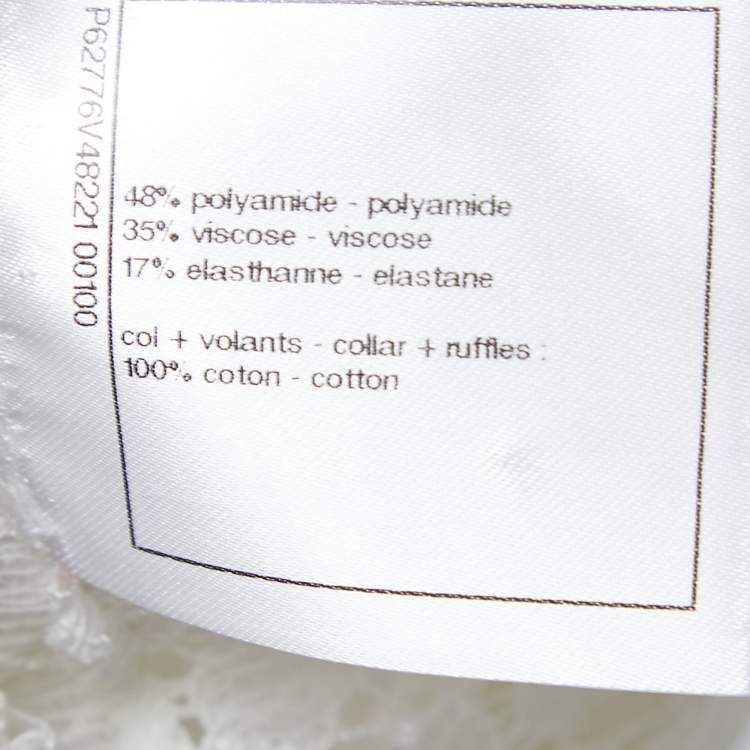 P62776V48221 00100
48% polyamide - polyamide
35% viscose - viscose
17% elasthanne - elastane
col + volants - collar + ruffles :
100% coton - cotton